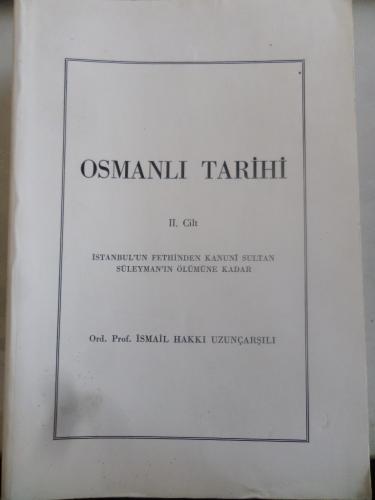 OSMANLI TARİHİ
II. Cilt
İSTANBUL'UN FETHİNDEN KANUNÎ SULTAN
SÜLEYMAN'IN ÖLÜMÜNE KADAR
Ord. Prof. İSMAİL HAKKI UZUNÇARŞILI